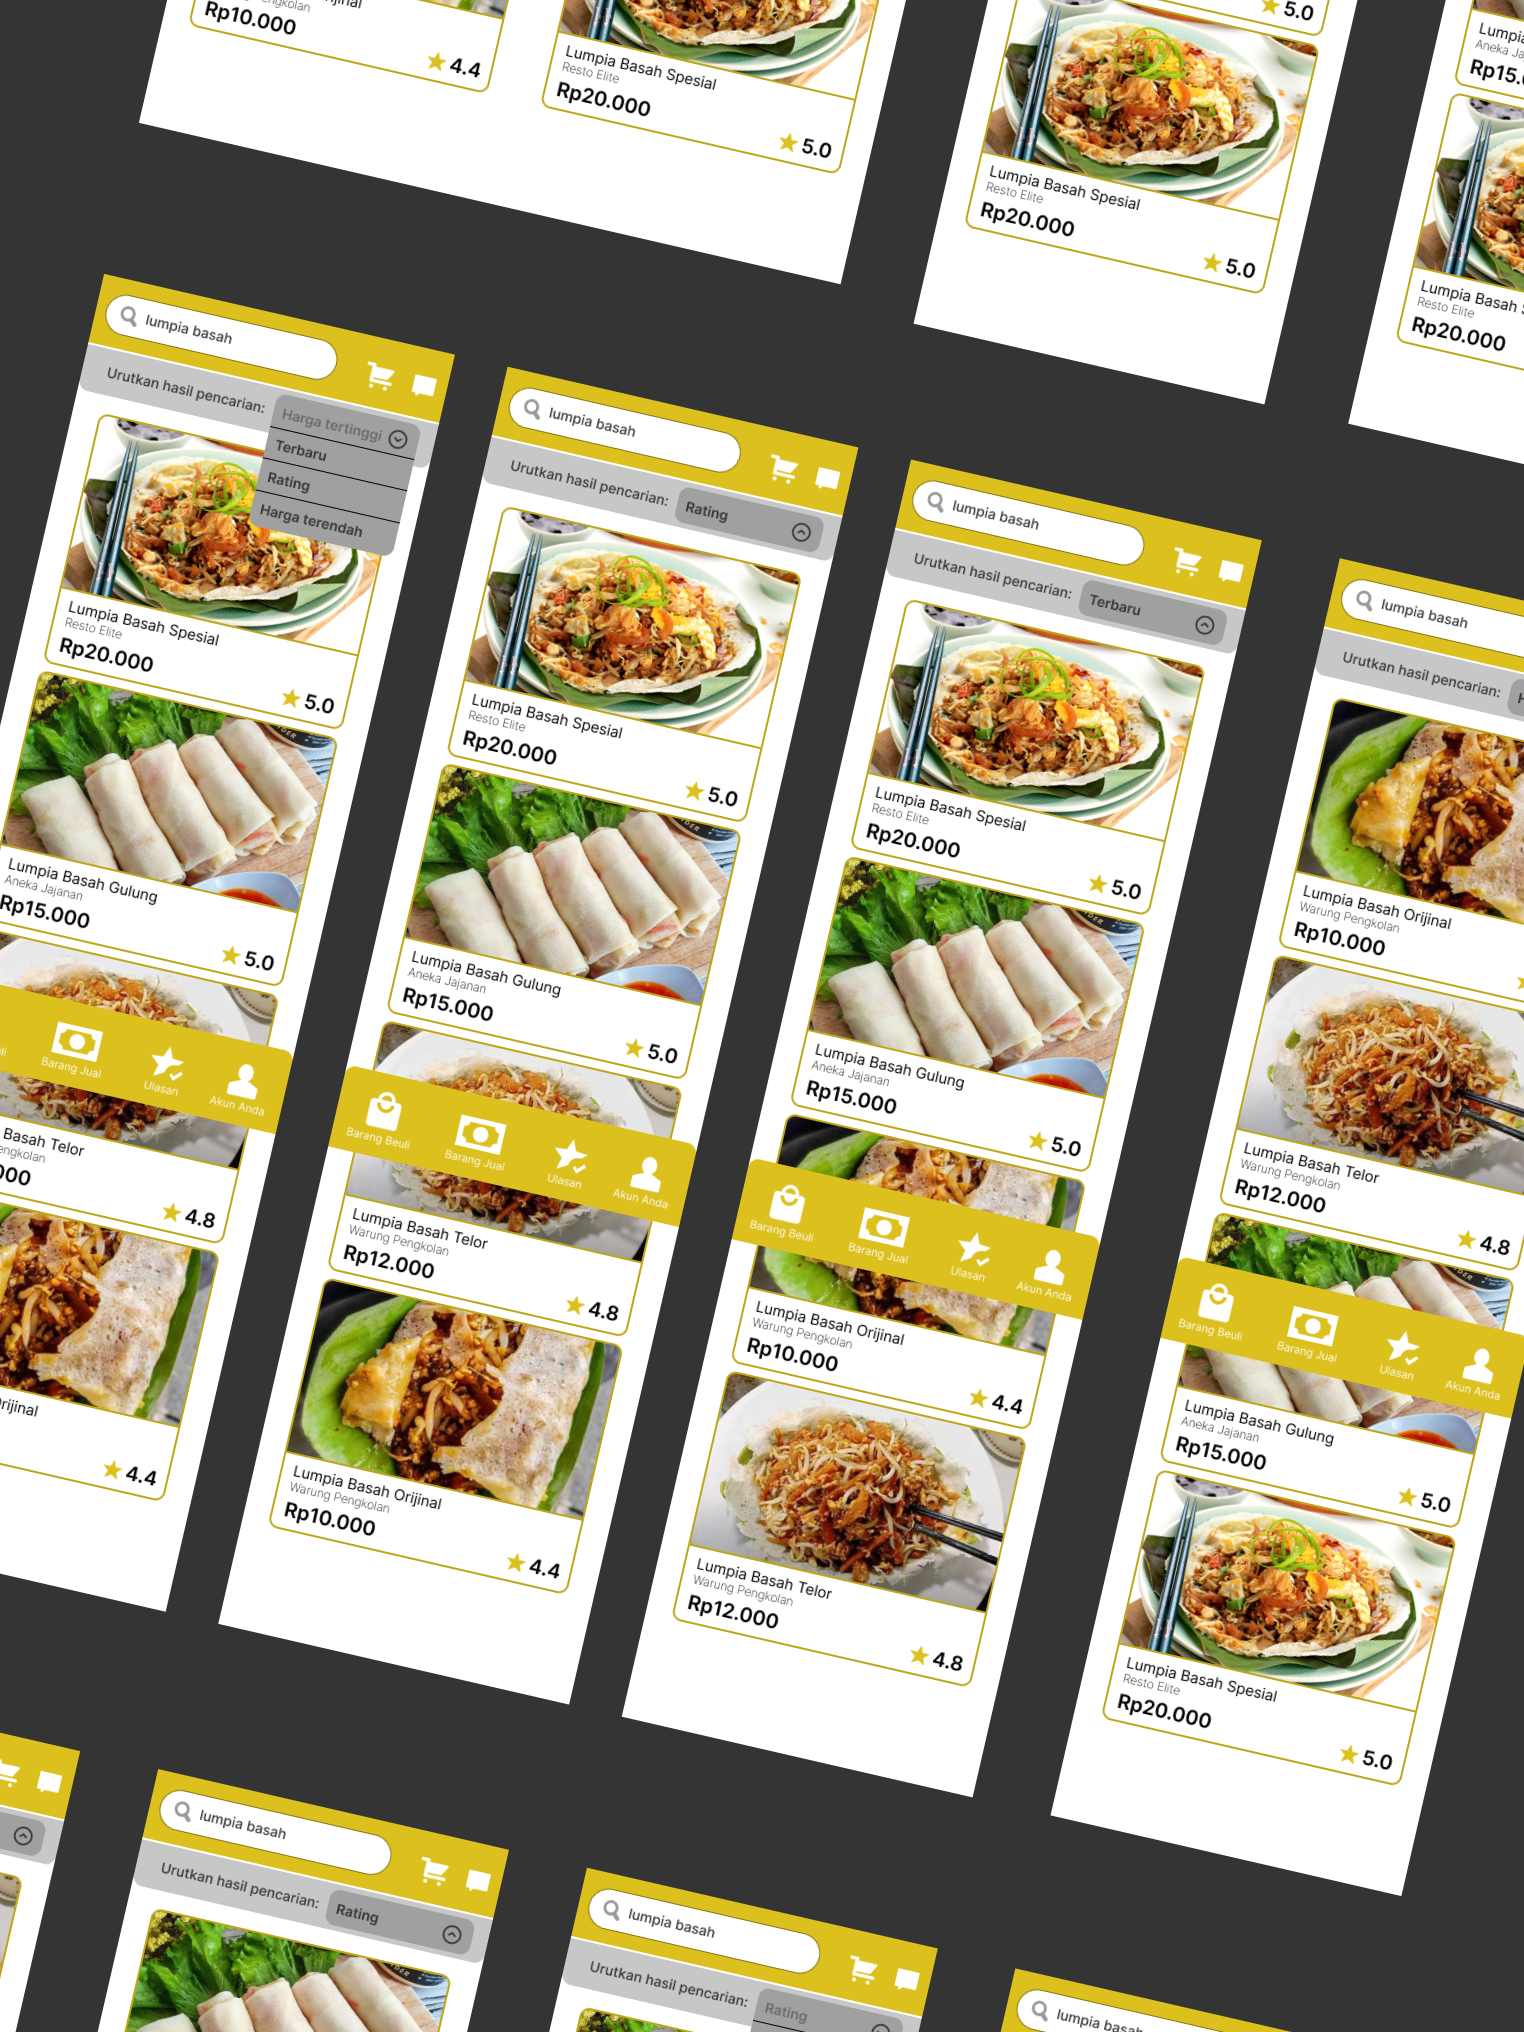 rijinal
Rp10.000
Pengkolan
4.4
Lumpia Basah Spesial
Resto Elite
Rp20.000
5.0
5.0
Lumpia Basah Spesial
Resto Elite
Rp20.000
5.0
Lumpia
Aneka Ja
Rp15.
Lumpia Basah S
Resto Elite
Rp20.000
lumpia basah
Urutkan hasil pencarian:
Harga tertinggi
Terbaru
Rating
Harga terendah
Lumpia Basah Spesial
Resto Elite
Rp20.000
5.0
Lumpia Basah Gulung
Aneka Jajanan
Rp15.000
5.0
Barang Jual
Ulasan
Akun Anda
Basah Telor
engkolan
000
4.8
rijinal
4.4
lumpia basah
Urutkan hasil pencarian:
Rating
Lumpia Basah Spesial
Resto Elite
Rp20.000
5.0
Lumpia Basah Gulung
Aneka Jajanan
Rp15.000
5.0
Barang Beuli
Barang Jual
Ulasan
Akun Anda
Lumpia Basah Telor
Warung Pengkolan
Rp12.000
4.8
Lumpia Basah Orijinal
Warung Pengkolan
Rp10.000
4.4
lumpia basah
Urutkan hasil pencarian:
Terbaru
Lumpia Basah Spesial
Resto Elite
Rp20.000
5.0
Lumpia Basah Gulung
Aneka Jajanan
Rp15.000
5.0
Barang Beuli
Barang Jual
Ulasan
Akun Anda
Lumpia Basah Orijinal
Warung Pengkolan
Rp10.000
4.4
Lumpia Basah Telor
Warung Pengkolan
Rp12.000
4.8
lumpia basah
Urutkan hasil pencarian:
H
Lumpia Basah Orijinal
Warung Pengkolan
Rp10.000
Lumpia Basah Telor
Warung Pengkolan
Rp12.000
4.8
Barang Beuli
Barang Jual
Ulasan
Akun Anda
Lumpia Basah Gulung
Aneka Jajanan
Rp15.000
5.0
Lumpia Basah Spesial
Resto Elite
Rp20.000
5.0
lumpia basah
Urutkan hasil pencarian:
Rating
lumpia basah
Urutkan hasil pencarian:
Rating
lumpia basah